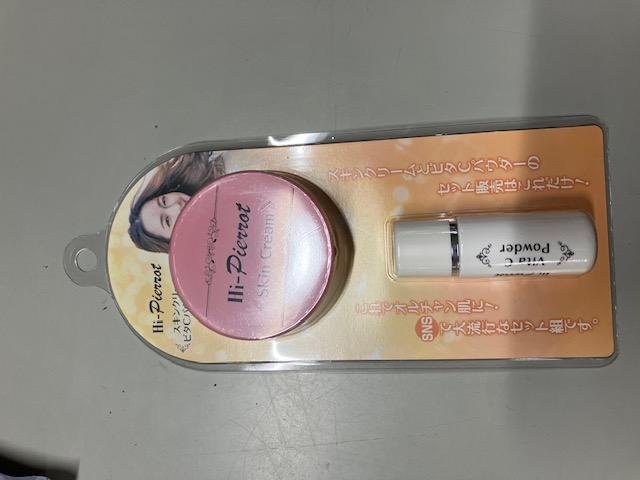 Hi-Pierrot
スキンクリ
ビタCパ
Hi-Pierrot
Skin Cream
スキンクリームとビタCパウダーの
セット販売はこれだけ!
Vita C
Powder
これでオルチャン肌に!
SNSで大流行なセット組です。